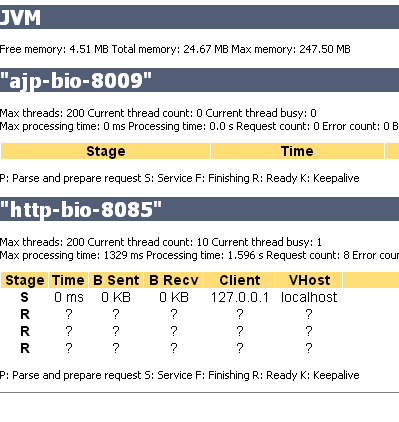 JVM
Free memory: 4.51 MB Total memory: 24.67 MB Max memory: 247.50 MB
"ajp-bio-8009"
Max threads: 200 Current thread count: 0 Current thread busy: 0
Max processing time: 0 ms Processing time: 0.0 s Request count: 0 Error count: 0 B
Stage Time
P: Parse and prepare request S: Service F: Finishing R: Ready K: Keepalive
"http-bio-8085"
Max threads: 200 Current thread count: 10 Current thread busy: 1
Max processing time: 1329 ms Processing time: 1.596 s Request count: 8 Error cour
Stage Time B Sent B Recv Client VHost
S 0 ms 0 KB 0 KB 127.0.0.1 localhost
R ? ? ? ? ?
R ? ? ? ? ?
R ? ? ? ? ?
P: Parse and prepare request S: Service F: Finishing R: Ready K: Keepalive